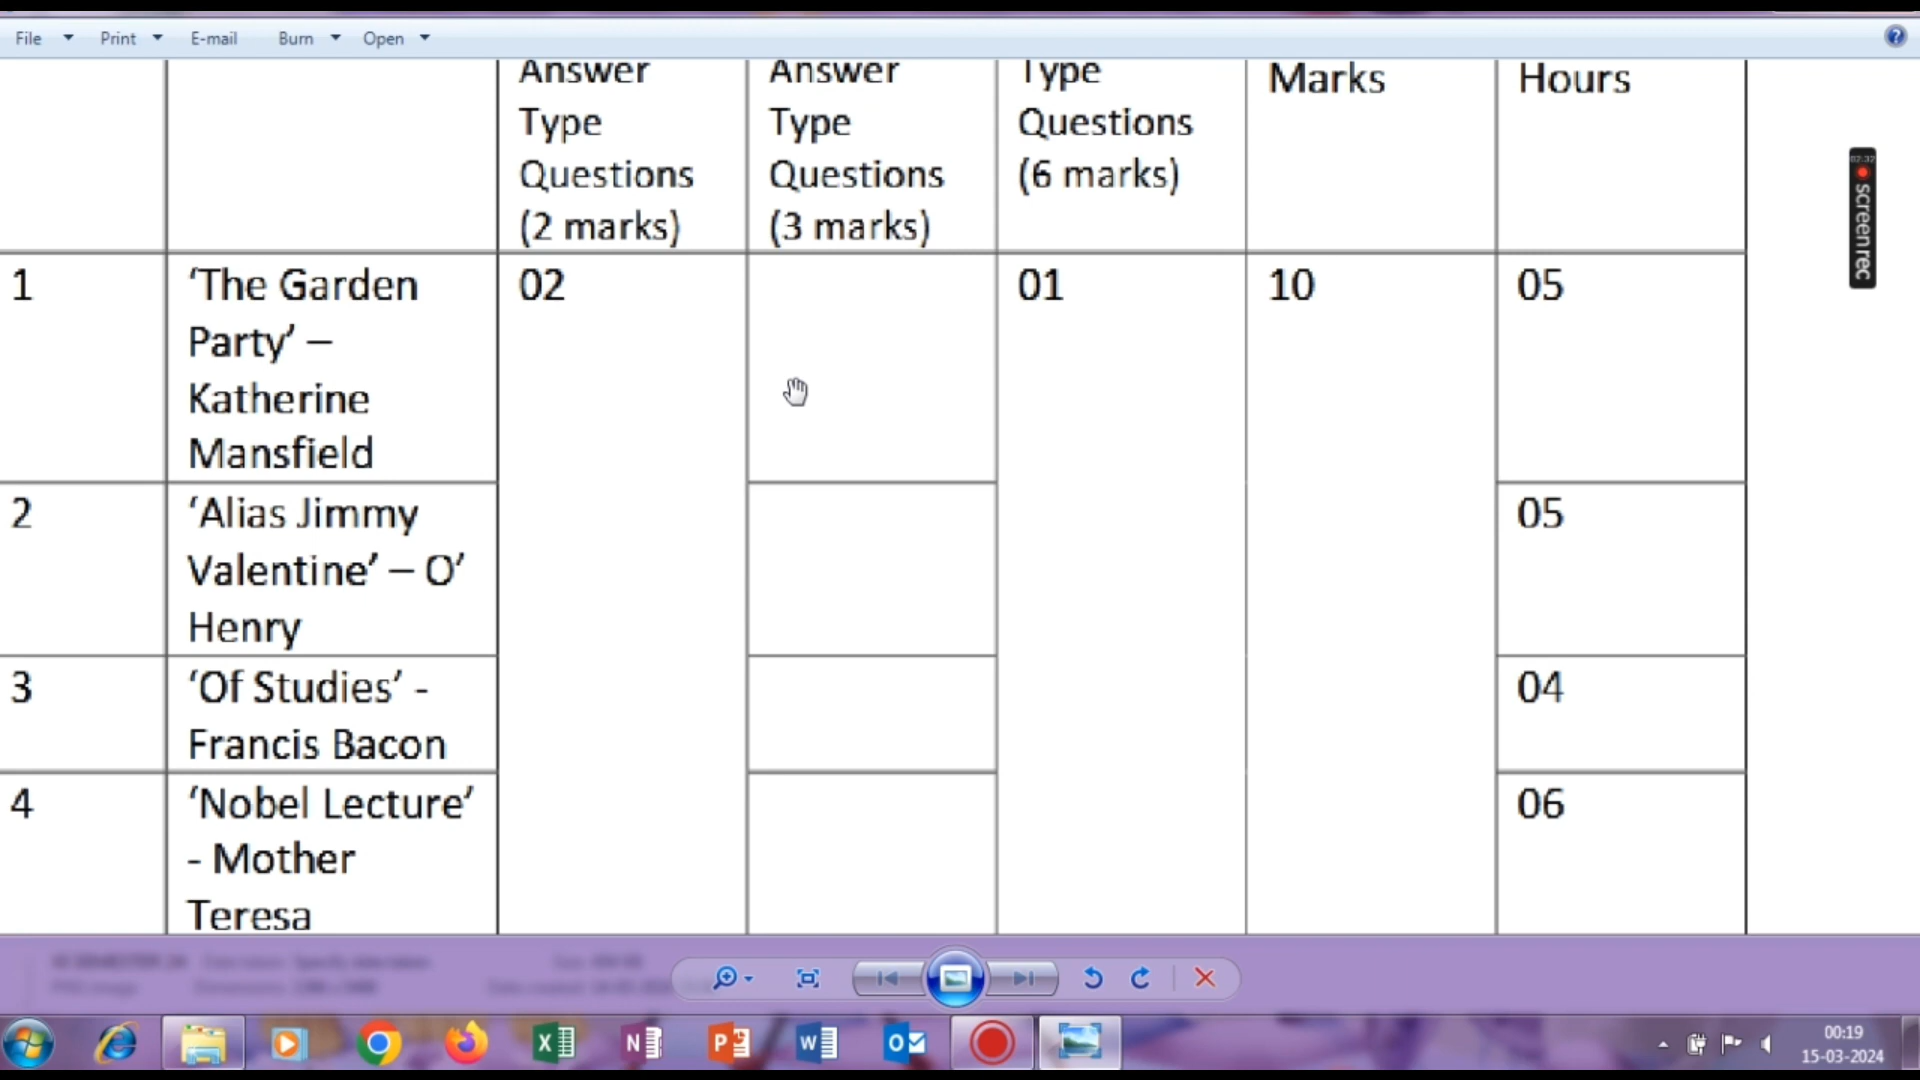 File Print E-mail Burn Open
Answer Answer Type Marks Hours
Type Type Questions
Questions Questions (6 marks)
(2 marks) (3 marks)
1 ‘The Garden 02 01 10 05
Party’ –
Katherine
Mansfield
2 ‘Alias Jimmy 05
Valentine’ – O’
Henry
3 ‘Of Studies’ - 04
Francis Bacon
4 ‘Nobel Lecture’ 06
- Mother
Teresa
02:32
screenrec
00:19
15-03-2024